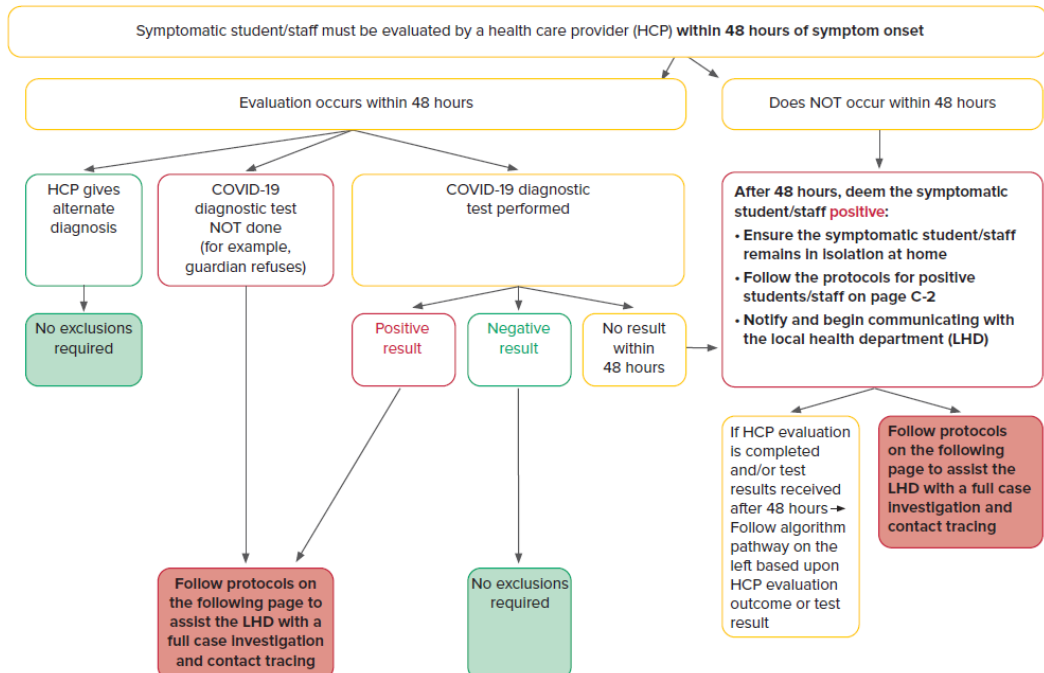 Symptomatic student/staff must be evaluated by a health care provider (HCP) within 48 hours of symptom onset
Evaluation occurs within 48 hours
Does NOT occur within 48 hours
HCP gives
alternate
diagnosis
COVID-19
diagnostic test
NOT done
(for example,
guardian refuses)
COVID-19 diagnostic
test performed
After 48 hours, deem the symptomatic
student/staff positive:
• Ensure the symptomatic student/staff
remains in isolation at home
• Follow the protocols for positive
students/staff on page C-2
• Notify and begin communicating with
the local health department (LHD)
No exclusions
required
Positive
result
Negative
result
No result
within
48 hours
If HCP evaluation
is completed
and/or test
results received
after 48 hours →
Follow algorithm
pathway on the
left based upon
HCP evaluation
outcome or test
result
Follow protocols
on the following
page to assist the
LHD with a full case
investigation and
contact tracing
Follow protocols on
the following page to
assist the LHD with a
full case investigation
and contact tracing
No exclusions
required